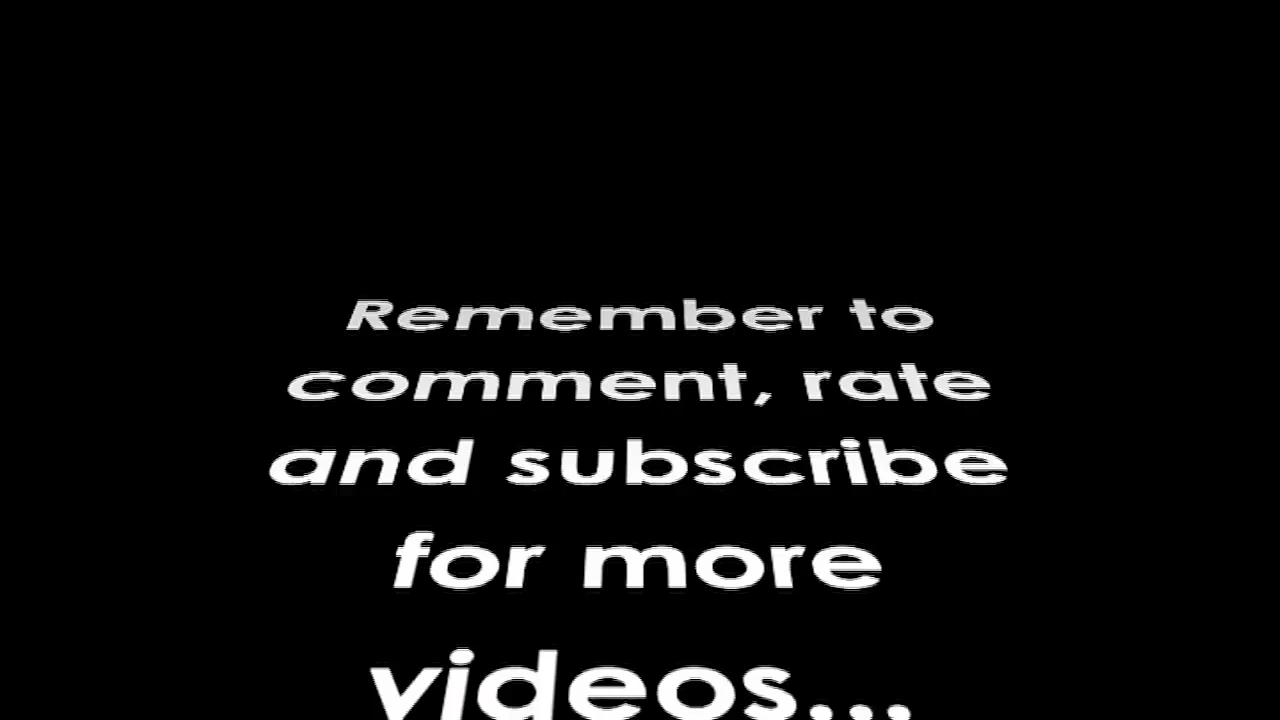 Remember to
comment, rate
and subscribe
for more
videos...